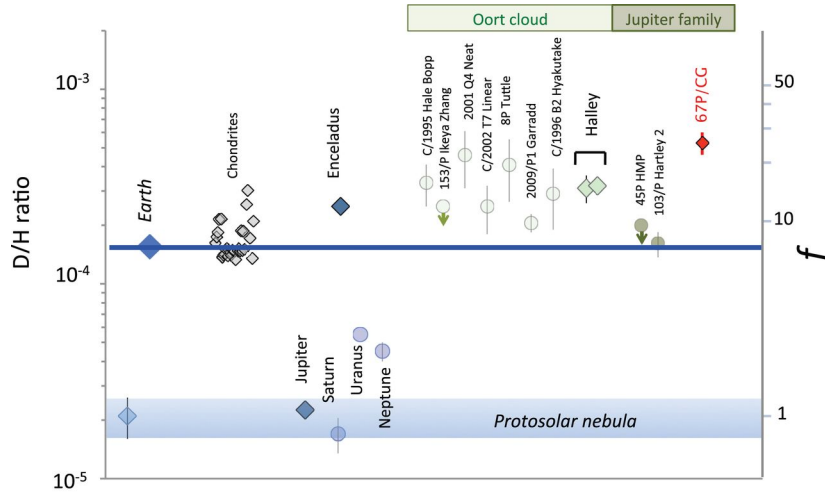 Oort cloud
Jupiter family
10⁻³
10⁻⁴
10⁻⁵
D/H ratio
50
10
1
f
Earth
Chondrites
Enceladus
C/1995 Hale Bopp
153/P Ikeya Zhang
2001 Q4 Neat
C/2002 T7 Linear
8P Tuttle
2009/P1 Garradd
C/1996 B2 Hyakutake
Halley
45P HMP
103/P Hartley 2
67P/CG
Jupiter
Saturn
Uranus
Neptune
Protosolar nebula